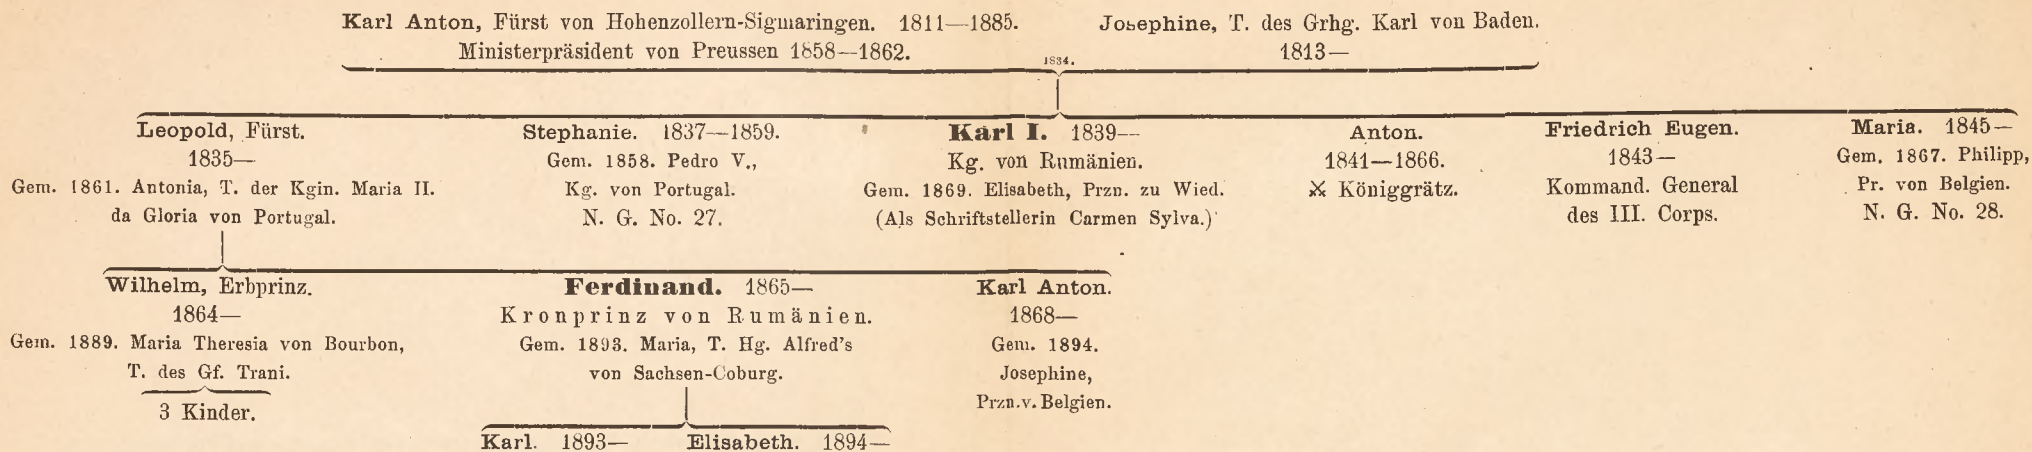 Karl Anton, Fürst von Hohenzollern-Sigmaringen. 1811—1885.
Ministerpräsident von Preussen 1858—1862.
Josephine, T. des Grhg. Karl von Baden.
1813—
1834.
Leopold, Fürst.
1835—
Gem. 1861. Antonia, T. der Kgin. Maria II.
da Gloria von Portugal.
Stephanie. 1837—1859.
Gem. 1858. Pedro V.,
Kg. von Portugal.
N. G. No. 27.
Karl I. 1839—
Kg. von Rumänien.
Gem. 1869. Elisabeth, Przn. zu Wied.
(Als Schriftstellerin Carmen Sylva.)
Anton.
1841—1866.
⚔ Königgrätz.
Friedrich Eugen.
1843—
Kommand. General
des III. Corps.
Maria. 1845—
Gem. 1867. Philipp,
Pr. von Belgien.
N. G. No. 28.
Wilhelm, Erbprinz.
1864—
Gem. 1889. Maria Theresia von Bourbon,
T. des Gf. Trani.
3 Kinder.
Ferdinand. 1865—
Kronprinz von Rumänien.
Gem. 1893. Maria, T. Hg. Alfred's
von Sachsen-Coburg.
Karl Anton.
1868—
Gem. 1894.
Josephine,
Przn.v. Belgien.
Karl. 1893—
Elisabeth. 1894—